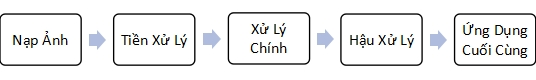 Nạp Ảnh
Tiền Xử Lý
Xử Lý
Chính
Hậu Xử Lý
Ứng Dụng
Cuối Cùng